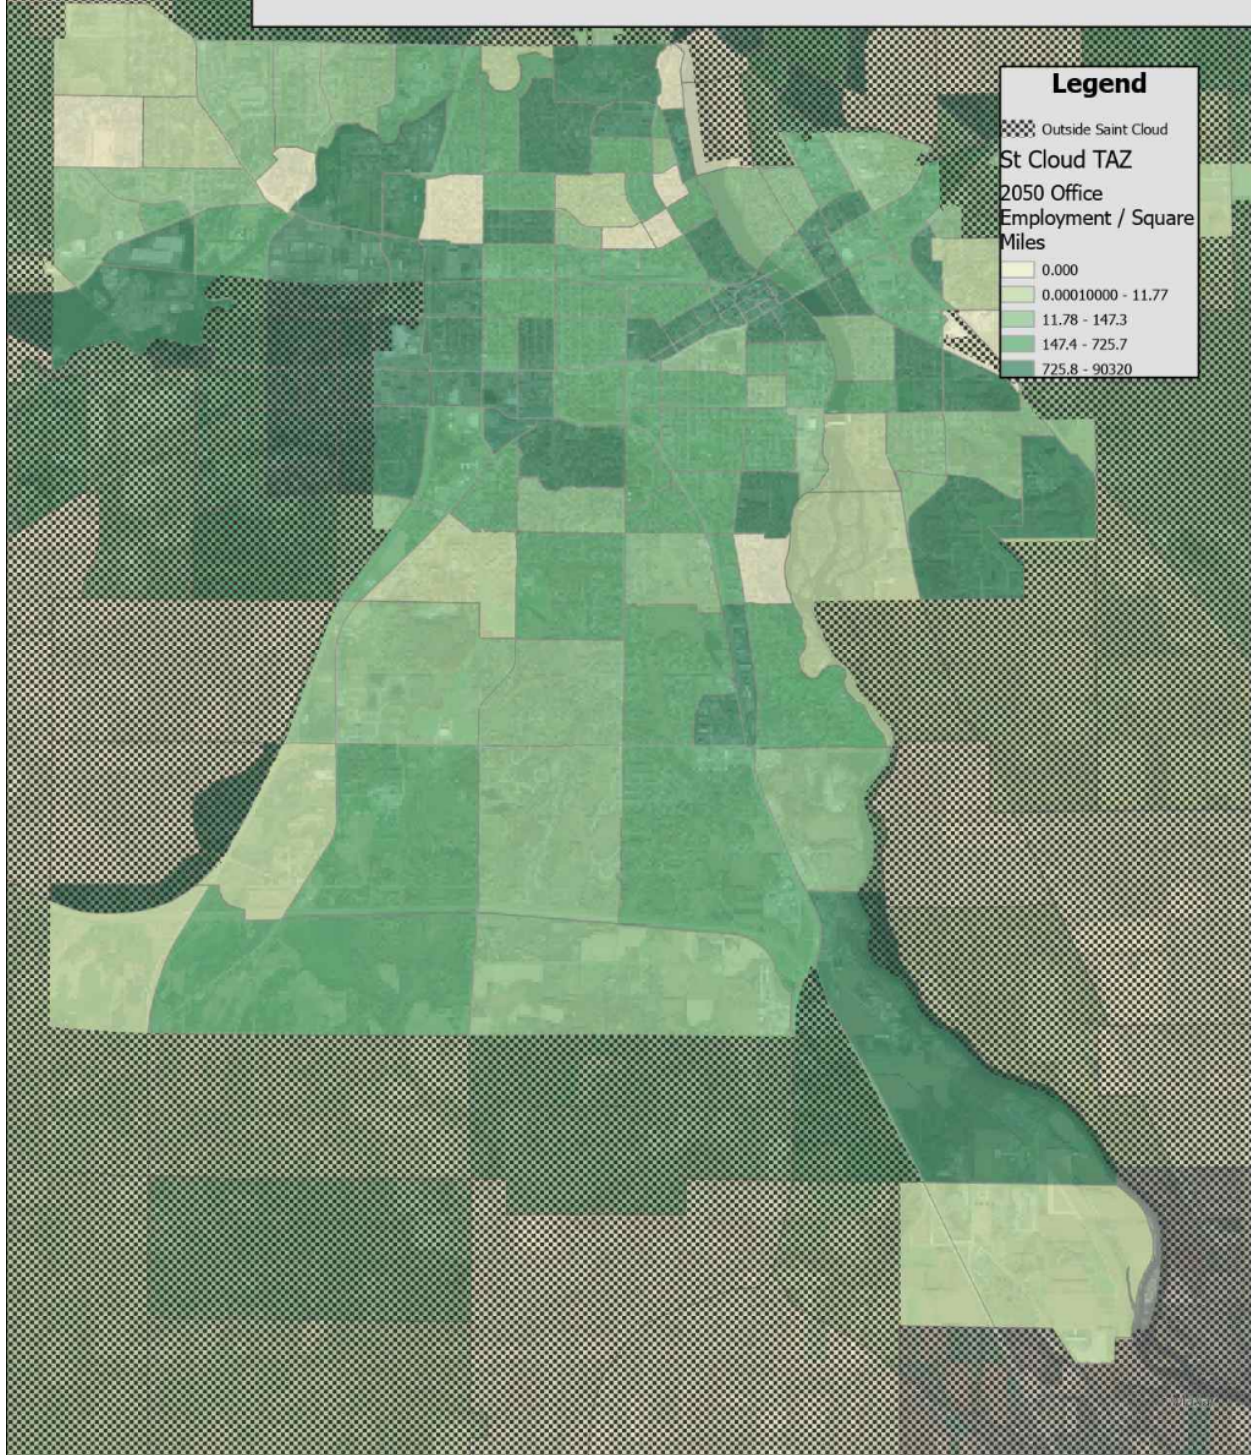 Legend
Outside Saint Cloud
St Cloud TAZ
2050 Office
Employment / Square
Miles
0.000
0.00010000 - 11.77
11.78 - 147.3
147.4 - 725.7
725.8 - 90320